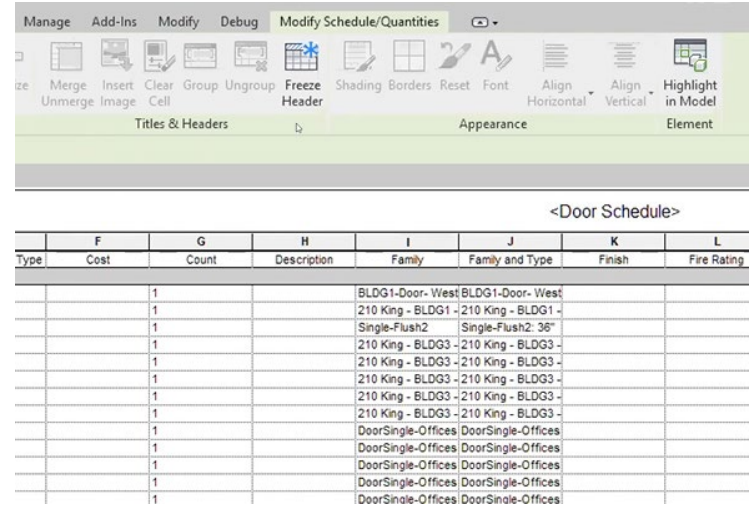 Manage Add-Ins Modify Debug Modify Schedule/Quantities
Merge Insert Clear Group Ungroup Freeze Shading Borders Reset Font Align Align Highlight
Unmerge Image Cell Header Horizontal Vertical in Model
Titles & Headers Appearance Element
<Door Schedule>
F G H I J K L
Type Cost Count Description Family Family and Type Finish Fire Rating
1 BLDG1-Door- West BLDG1-Door- West
1 210 King - BLDG1 - 210 King - BLDG1 -
1 Single-Flush2 Single-Flush2: 36"
1 210 King - BLDG3 - 210 King - BLDG3 -
1 210 King - BLDG3 - 210 King - BLDG3 -
1 210 King - BLDG3 - 210 King - BLDG3 -
1 210 King - BLDG3 - 210 King - BLDG3 -
1 210 King - BLDG3 - 210 King - BLDG3 -
1 DoorSingle-Offices DoorSingle-Offices
1 DoorSingle-Offices DoorSingle-Offices
1 DoorSingle-Offices DoorSingle-Offices
1 DoorSingle-Offices DoorSingle-Offices
1 DoorSingle-Offices DoorSingle-Offices